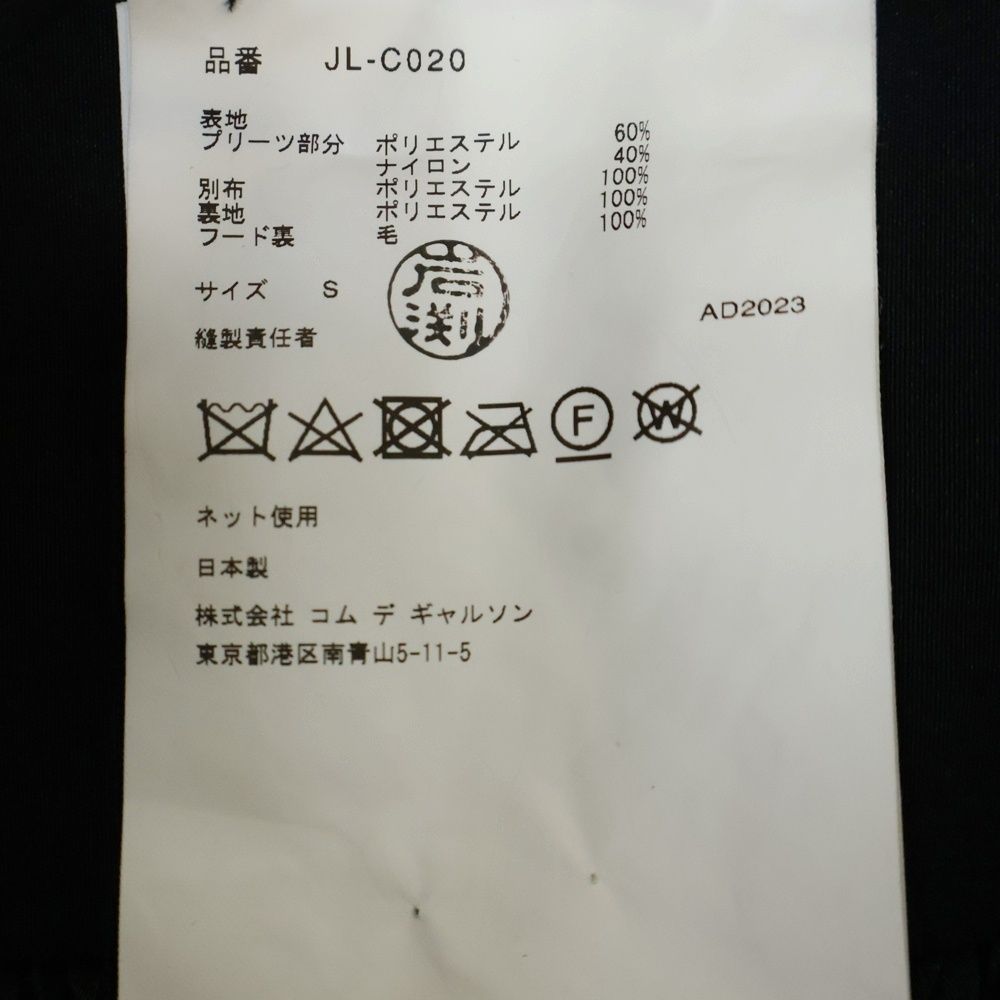 品番 JL-C020
表地
プリーツ部分 ポリエステル 60%
ナイロン 40%
別布 ポリエステル 100%
裏地 ポリエステル 100%
フード裏 毛 100%
サイズ S
岩渕
AD2023
縫製責任者
F
W
ネット使用
日本製
株式会社 コム デ ギャルソン
東京都港区南青山5-11-5